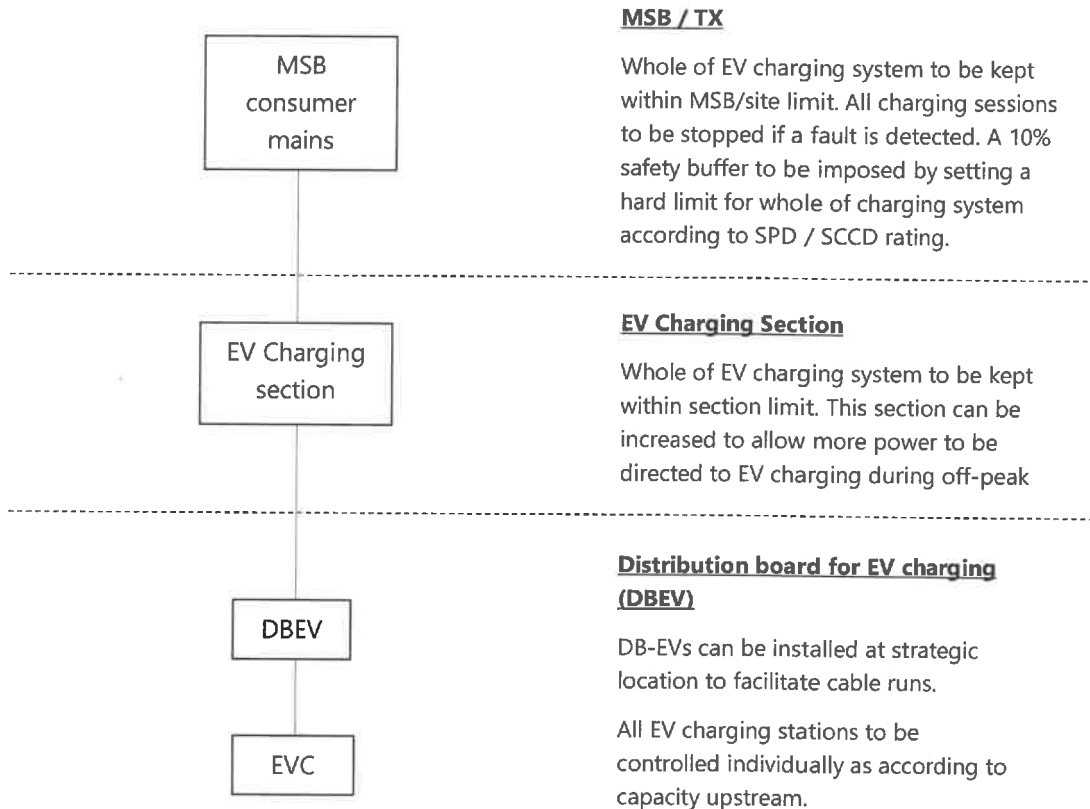 MSB
consumer
mains
MSB / TX
Whole of EV charging system to be kept
within MSB/site limit. All charging sessions
to be stopped if a fault is detected. A 10%
safety buffer to be imposed by setting a
hard limit for whole of charging system
according to SPD / SCCD rating.
EV Charging
section
EV Charging Section
Whole of EV charging system to be kept
within section limit. This section can be
increased to allow more power to be
directed to EV charging during off-peak
DBEV
EVC
Distribution board for EV charging
(DBEV)
DB-EVs can be installed at strategic
location to facilitate cable runs.
All EV charging stations to be
controlled individually as according to
capacity upstream.